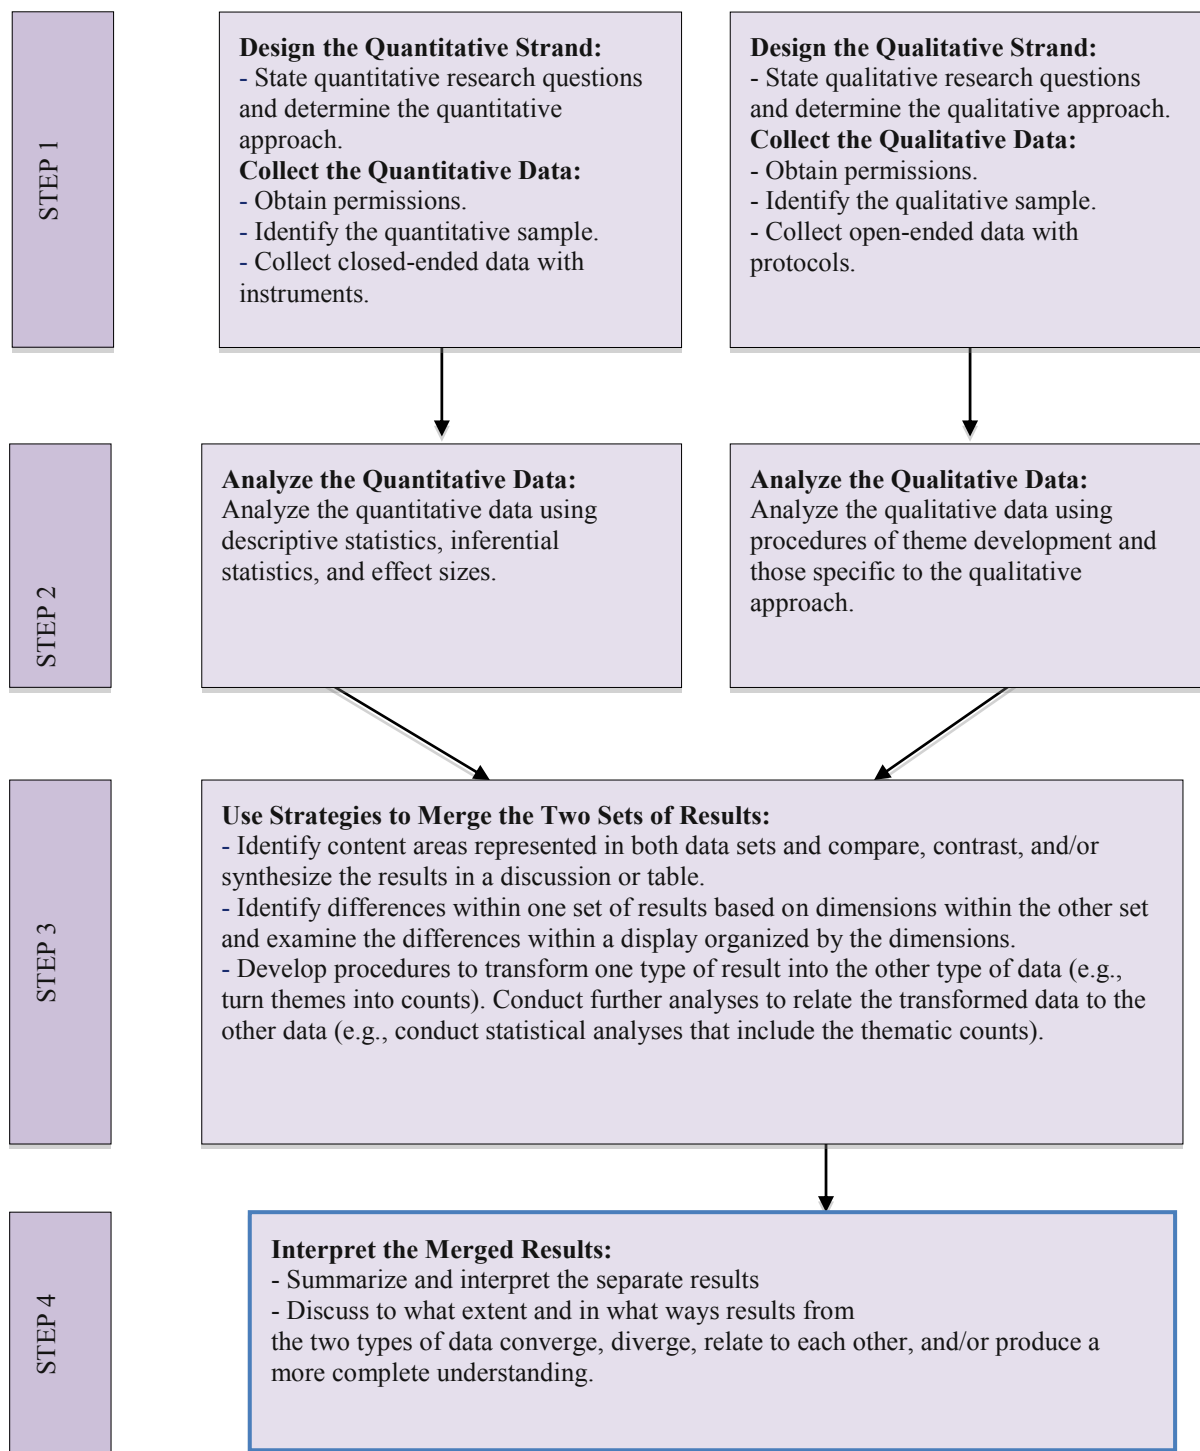 STEP 1
Design the Quantitative Strand:
- State quantitative research questions
and determine the quantitative
approach.
Collect the Quantitative Data:
- Obtain permissions.
- Identify the quantitative sample.
- Collect closed-ended data with
instruments.
Design the Qualitative Strand:
- State qualitative research questions
and determine the qualitative approach.
Collect the Qualitative Data:
- Obtain permissions.
- Identify the qualitative sample.
- Collect open-ended data with
protocols.
STEP 2
Analyze the Quantitative Data:
Analyze the quantitative data using
descriptive statistics, inferential
statistics, and effect sizes.
Analyze the Qualitative Data:
Analyze the qualitative data using
procedures of theme development and
those specific to the qualitative
approach.
STEP 3
Use Strategies to Merge the Two Sets of Results:
- Identify content areas represented in both data sets and compare, contrast, and/or
synthesize the results in a discussion or table.
- Identify differences within one set of results based on dimensions within the other set
and examine the differences within a display organized by the dimensions.
- Develop procedures to transform one type of result into the other type of data (e.g.,
turn themes into counts). Conduct further analyses to relate the transformed data to the
other data (e.g., conduct statistical analyses that include the thematic counts).
STEP 4
Interpret the Merged Results:
- Summarize and interpret the separate results
- Discuss to what extent and in what ways results from
the two types of data converge, diverge, relate to each other, and/or produce a
more complete understanding.